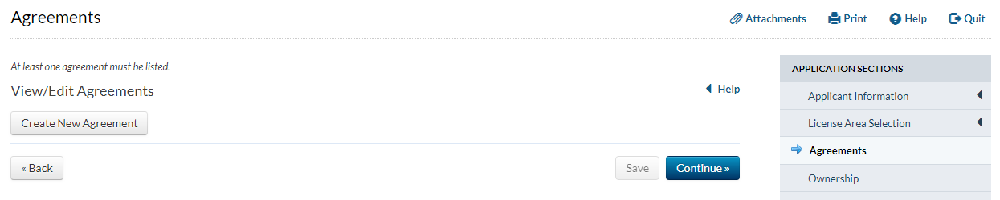 Agreements
Attachments
Print
Help
Quit
At least one agreement must be listed.
View/Edit Agreements
Help
Create New Agreement
« Back
Save
Continue »
APPLICATION SECTIONS
Applicant Information
License Area Selection
Agreements
Ownership